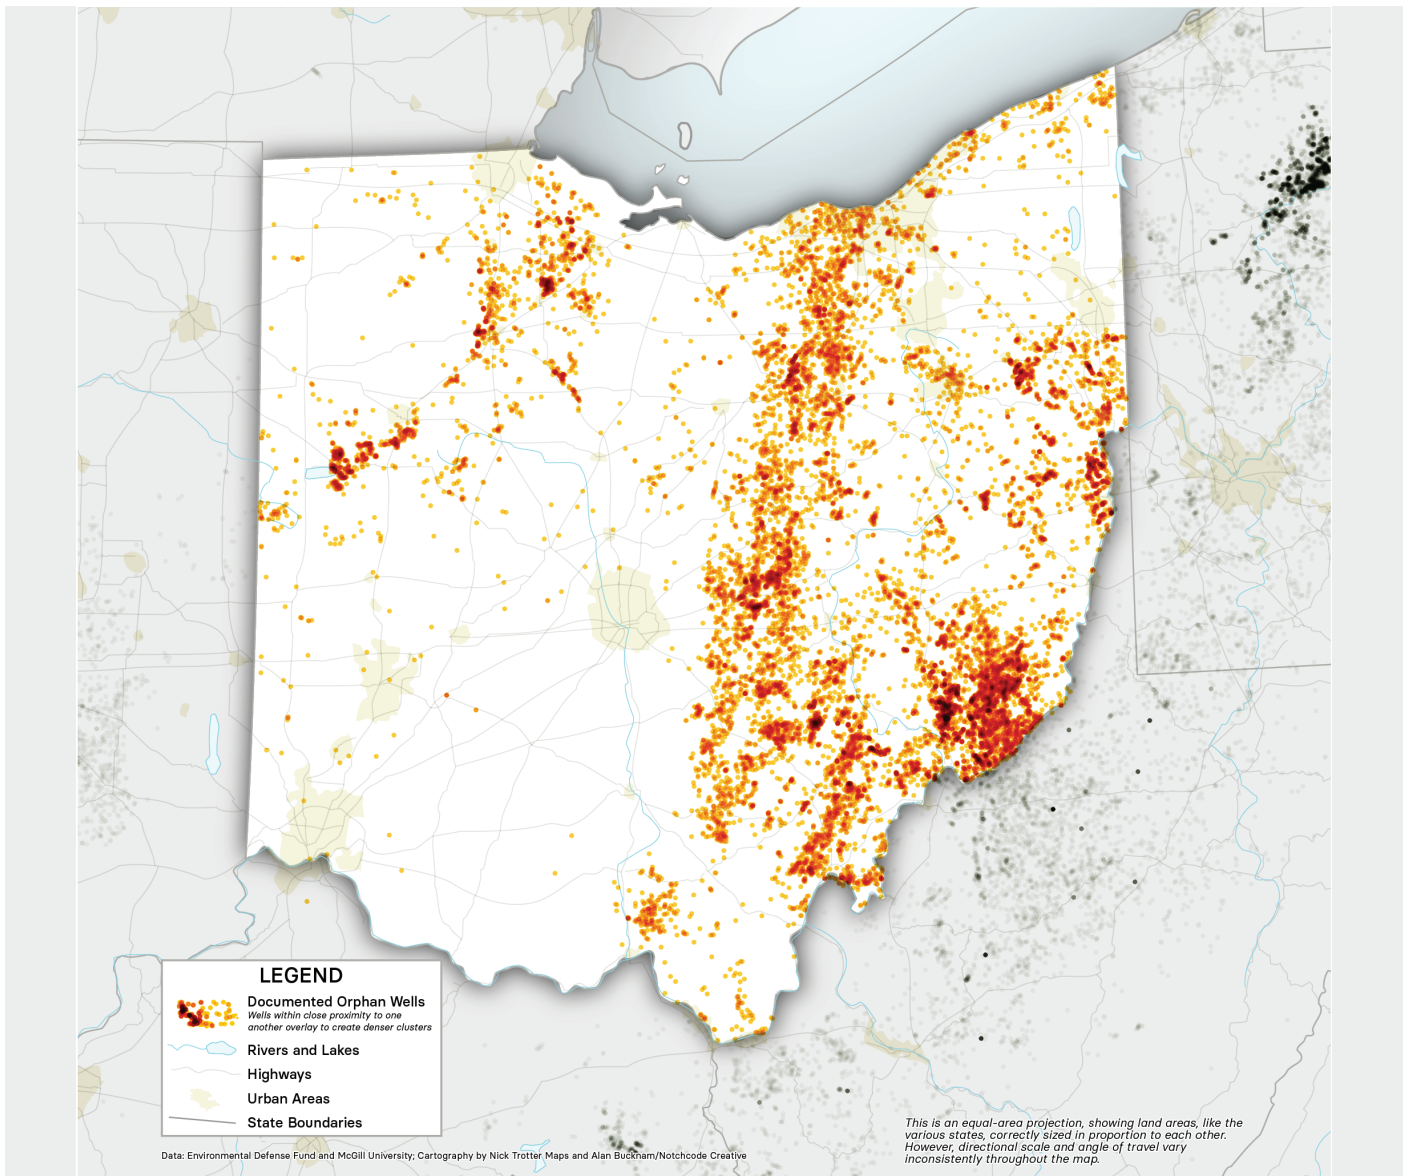 LEGEND
Documented Orphan Wells
Wells within close proximity to one
another overlay to create denser clusters
Rivers and Lakes
Highways
Urban Areas
State Boundaries
This is an equal-area projection, showing land areas, like the
various states, correctly sized in proportion to each other.
However, directional scale and angle of travel vary
inconsistently throughout the map.
Data: Environmental Defense Fund and McGill University; Cartography by Nick Trotter Maps and Alan Bucknam/Notchcode Creative